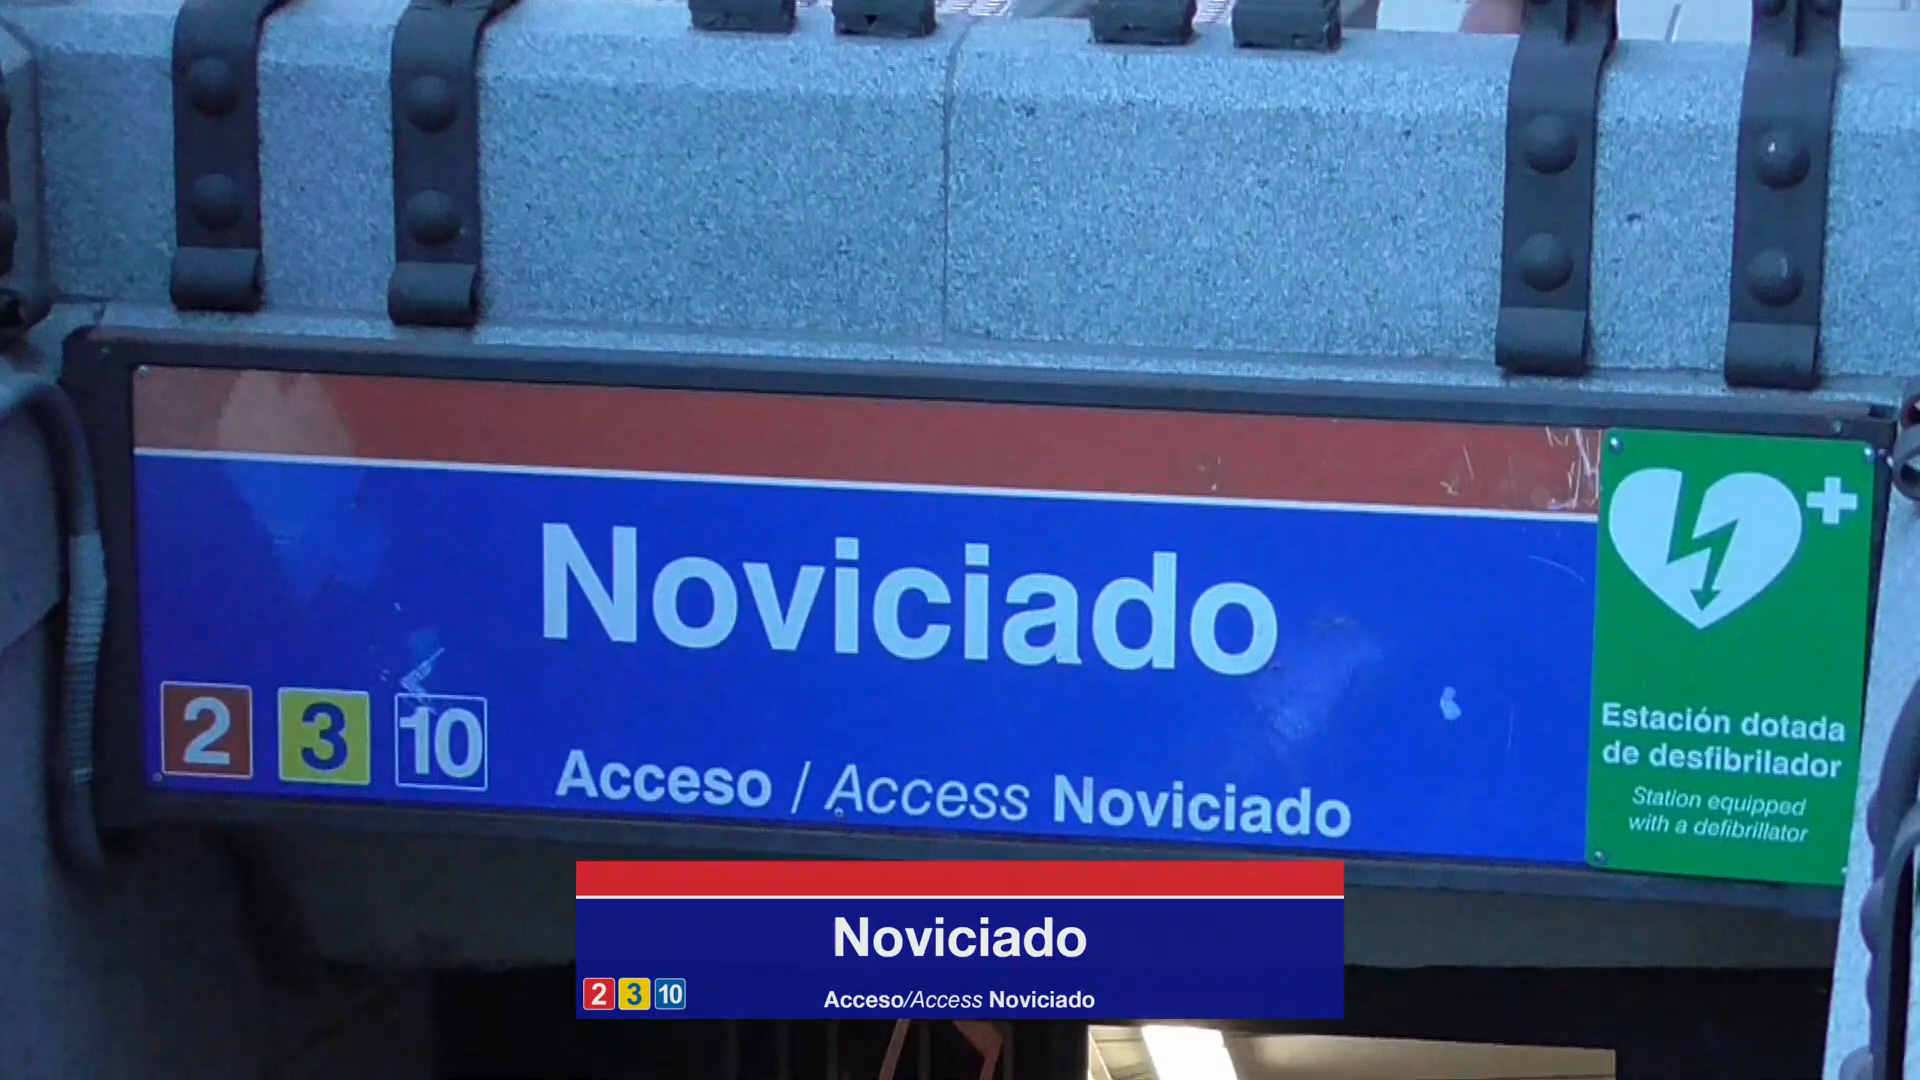 Noviciado
2 3 10
Acceso / Access Noviciado
Estación dotada
de desfibrilador
Station equipped
with a defibrillator
Noviciado
2 3 10
Acceso/Access Noviciado